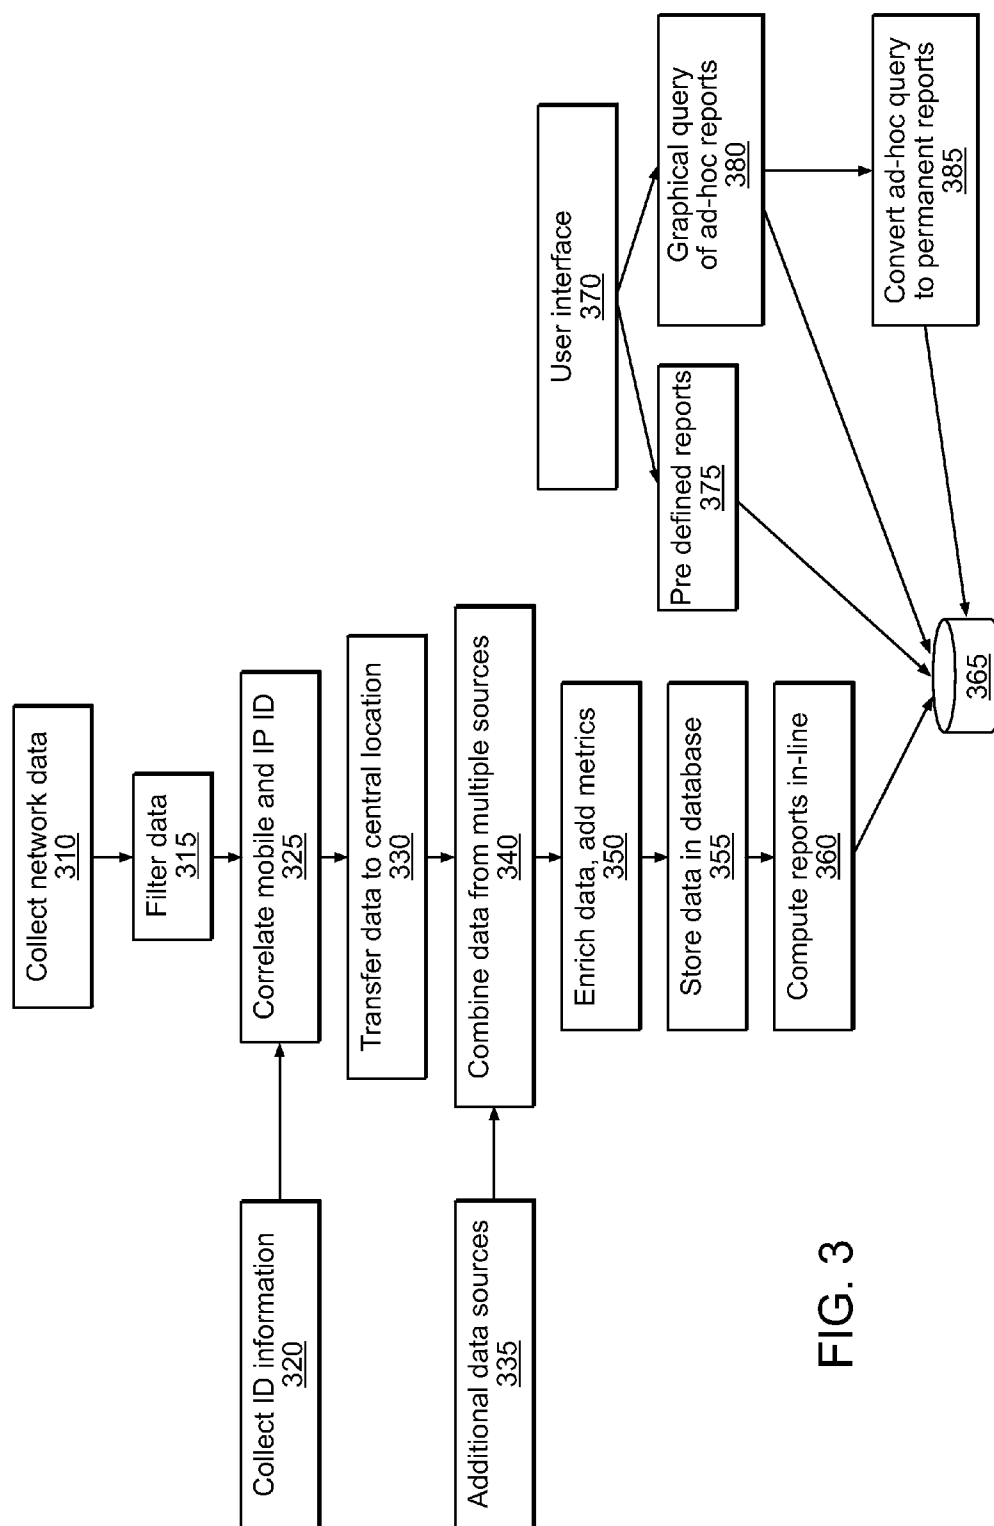 Collect network data
310
Filter data
315
Collect ID information
320
Correlate mobile and IP ID
325
Transfer data to central location
330
Additional data sources
335
Combine data from multiple sources
340
Enrich data, add metrics
350
Store data in database
355
Compute reports in-line
360
365
User interface
370
Pre defined reports
375
Graphical query
of ad-hoc reports
380
Convert ad-hoc query
to permanent reports
385
FIG. 3